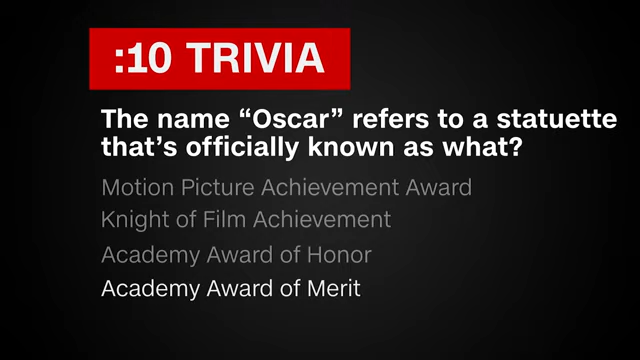 :10 TRIVIA
The name “Oscar” refers to a statuette
that’s officially known as what?
Motion Picture Achievement Award
Knight of Film Achievement
Academy Award of Honor
Academy Award of Merit